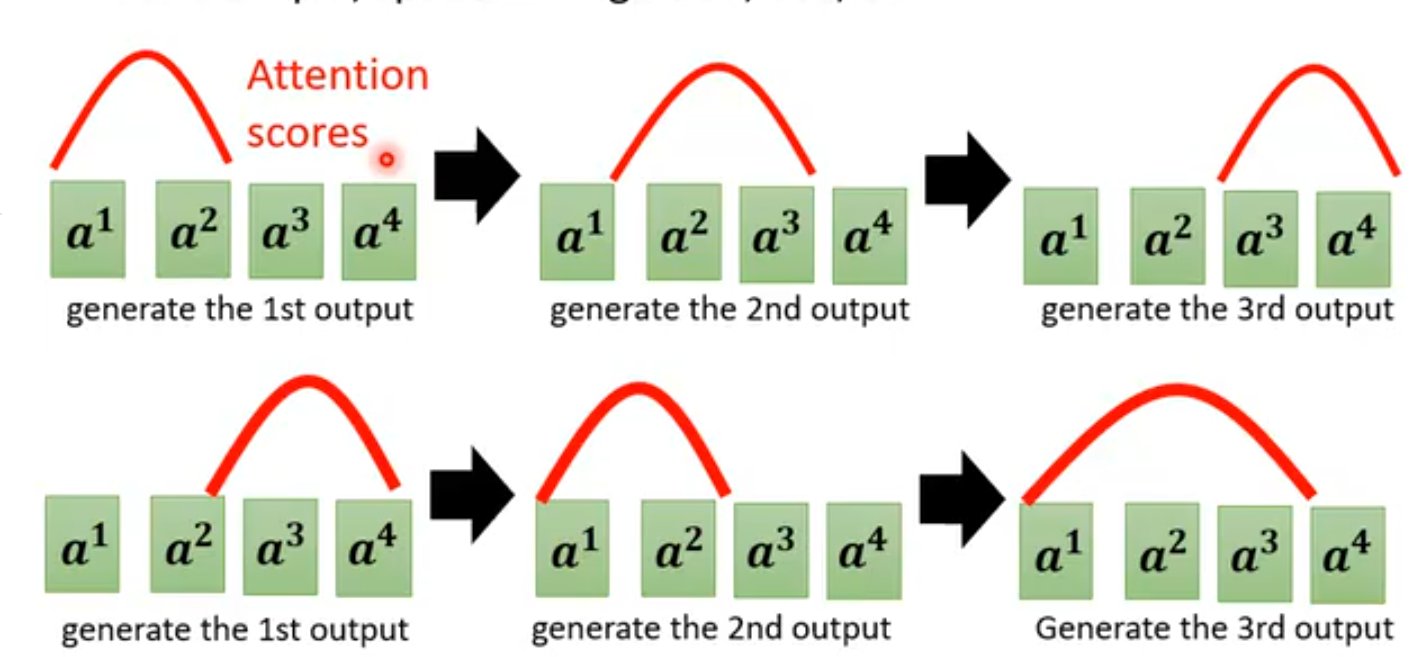 Attention
scores
a¹ a² a³ a⁴
a¹ a² a³ a⁴
a¹ a² a³ a⁴
generate the 1st output
generate the 2nd output
generate the 3rd output
a¹ a² a³ a⁴
a¹ a² a³ a⁴
a¹ a² a³ a⁴
generate the 1st output
generate the 2nd output
Generate the 3rd output